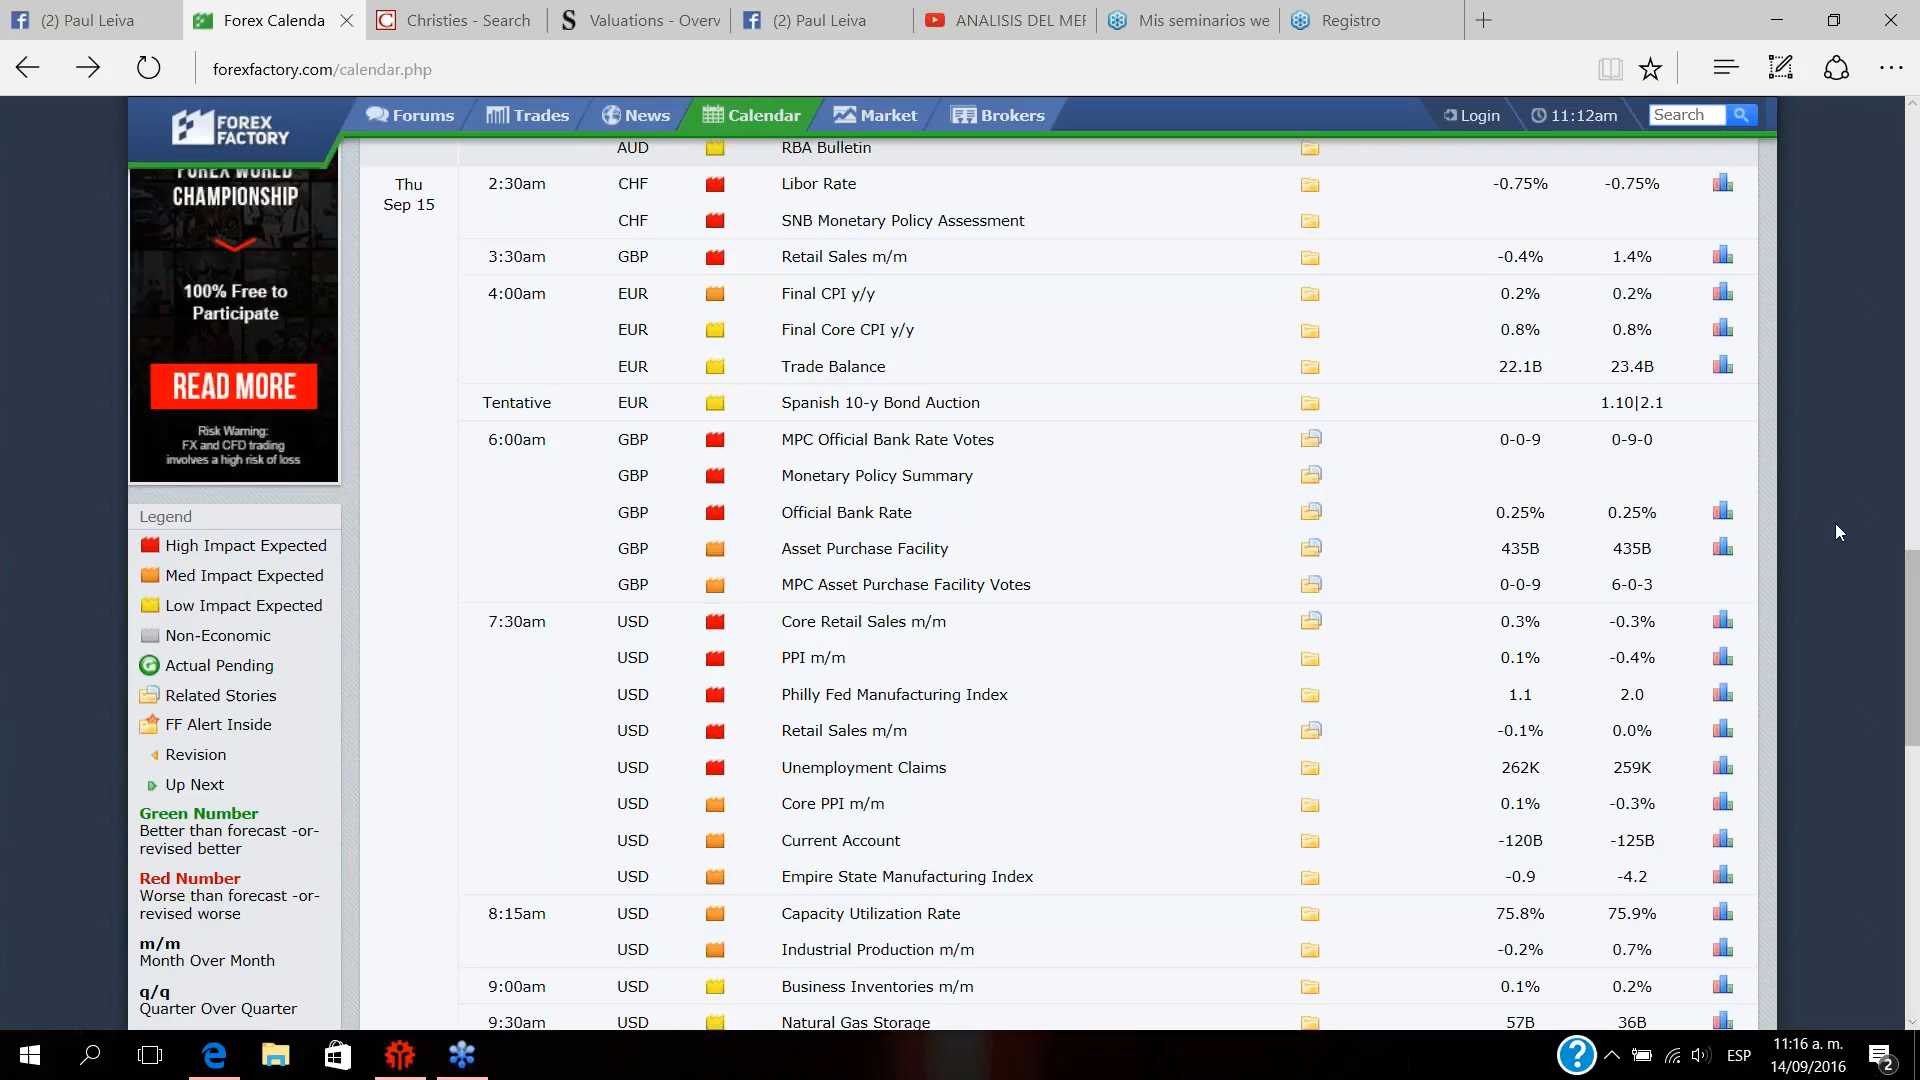 (2) Paul Leiva
Forex Calenda
Christies - Search
Valuations - Overv
(2) Paul Leiva
ANALISIS DEL MER
Mis seminarios we
Registro
forexfactory.com/calendar.php
FOREX FACTORY
Forums Trades News Calendar Market Brokers
Login 11:12am Search
FOREX WORLD
CHAMPIONSHIP
100% Free to
Participate
READ MORE
Risk Warning:
FX and CFD trading
involves a high risk of loss
Legend
High Impact Expected
Med Impact Expected
Low Impact Expected
Non-Economic
Actual Pending
Related Stories
FF Alert Inside
Revision
Up Next
Green Number
Better than forecast -or-
revised better
Red Number
Worse than forecast -or-
revised worse
m/m
Month Over Month
q/q
Quarter Over Quarter
AUD RBA Bulletin
Thu
Sep 15
2:30am CHF Libor Rate -0.75% -0.75%
CHF SNB Monetary Policy Assessment
3:30am GBP Retail Sales m/m -0.4% 1.4%
4:00am EUR Final CPI y/y 0.2% 0.2%
EUR Final Core CPI y/y 0.8% 0.8%
EUR Trade Balance 22.1B 23.4B
Tentative EUR Spanish 10-y Bond Auction 1.10|2.1
6:00am GBP MPC Official Bank Rate Votes 0-0-9 0-9-0
GBP Monetary Policy Summary
GBP Official Bank Rate 0.25% 0.25%
GBP Asset Purchase Facility 435B 435B
GBP MPC Asset Purchase Facility Votes 0-0-9 6-0-3
7:30am USD Core Retail Sales m/m 0.3% -0.3%
USD PPI m/m 0.1% -0.4%
USD Philly Fed Manufacturing Index 1.1 2.0
USD Retail Sales m/m -0.1% 0.0%
USD Unemployment Claims 262K 259K
USD Core PPI m/m 0.1% -0.3%
USD Current Account -120B -125B
USD Empire State Manufacturing Index -0.9 -4.2
8:15am USD Capacity Utilization Rate 75.8% 75.9%
USD Industrial Production m/m -0.2% 0.7%
9:00am USD Business Inventories m/m 0.1% 0.2%
9:30am USD Natural Gas Storage 57B 36B
ESP
11:16 a. m.
14/09/2016
2